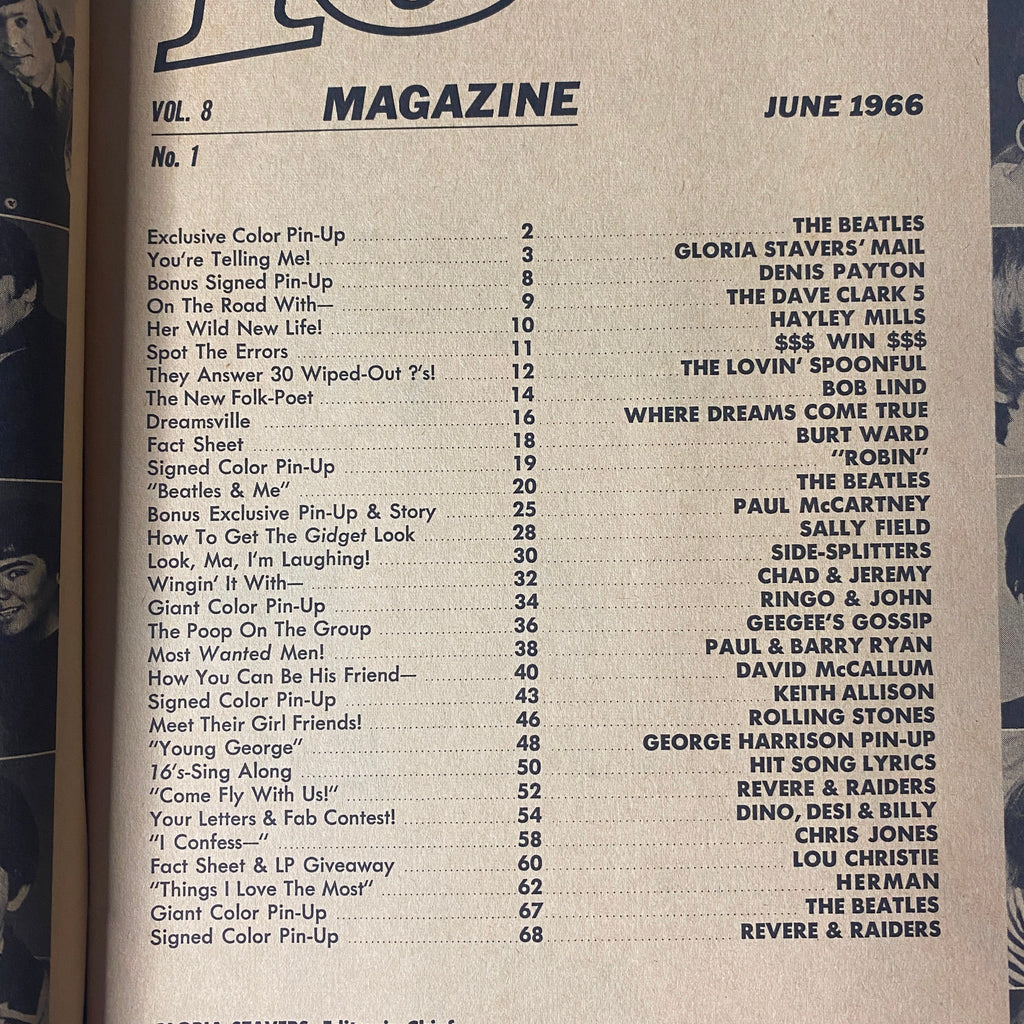 16
VOL. 8 MAGAZINE JUNE 1966
No. 1
Exclusive Color Pin-Up 2 THE BEATLES
You're Telling Me! 3 GLORIA STAVERS' MAIL
Bonus Signed Pin-Up 8 DENIS PAYTON
On The Road With— 9 THE DAVE CLARK 5
Her Wild New Life! 10 HAYLEY MILLS
Spot The Errors 11 $$$ WIN $$$
They Answer 30 Wiped-Out ?'s! 12 THE LOVIN' SPOONFUL
The New Folk-Poet 14 BOB LIND
Dreamsville 16 WHERE DREAMS COME TRUE
Fact Sheet 18 BURT WARD
Signed Color Pin-Up 19 "ROBIN"
"Beatles & Me" 20 THE BEATLES
Bonus Exclusive Pin-Up & Story 25 PAUL McCARTNEY
How To Get The Gidget Look 28 SALLY FIELD
Look, Ma, I'm Laughing! 30 SIDE-SPLITTERS
Wingin' It With— 32 CHAD & JEREMY
Giant Color Pin-Up 34 RINGO & JOHN
The Poop On The Group 36 GEEGEE'S GOSSIP
Most Wanted Men! 38 PAUL & BARRY RYAN
How You Can Be His Friend— 40 DAVID McCALLUM
Signed Color Pin-Up 43 KEITH ALLISON
Meet Their Girl Friends! 46 ROLLING STONES
"Young George" 48 GEORGE HARRISON PIN-UP
16's-Sing Along 50 HIT SONG LYRICS
"Come Fly With Us!" 52 REVERE & RAIDERS
Your Letters & Fab Contest! 54 DINO, DESI & BILLY
"I Confess—" 58 CHRIS JONES
Fact Sheet & LP Giveaway 60 LOU CHRISTIE
"Things I Love The Most" 62 HERMAN
Giant Color Pin-Up 67 THE BEATLES
Signed Color Pin-Up 68 REVERE & RAIDERS
GLORIA STAVERS, Editor-in-Chief